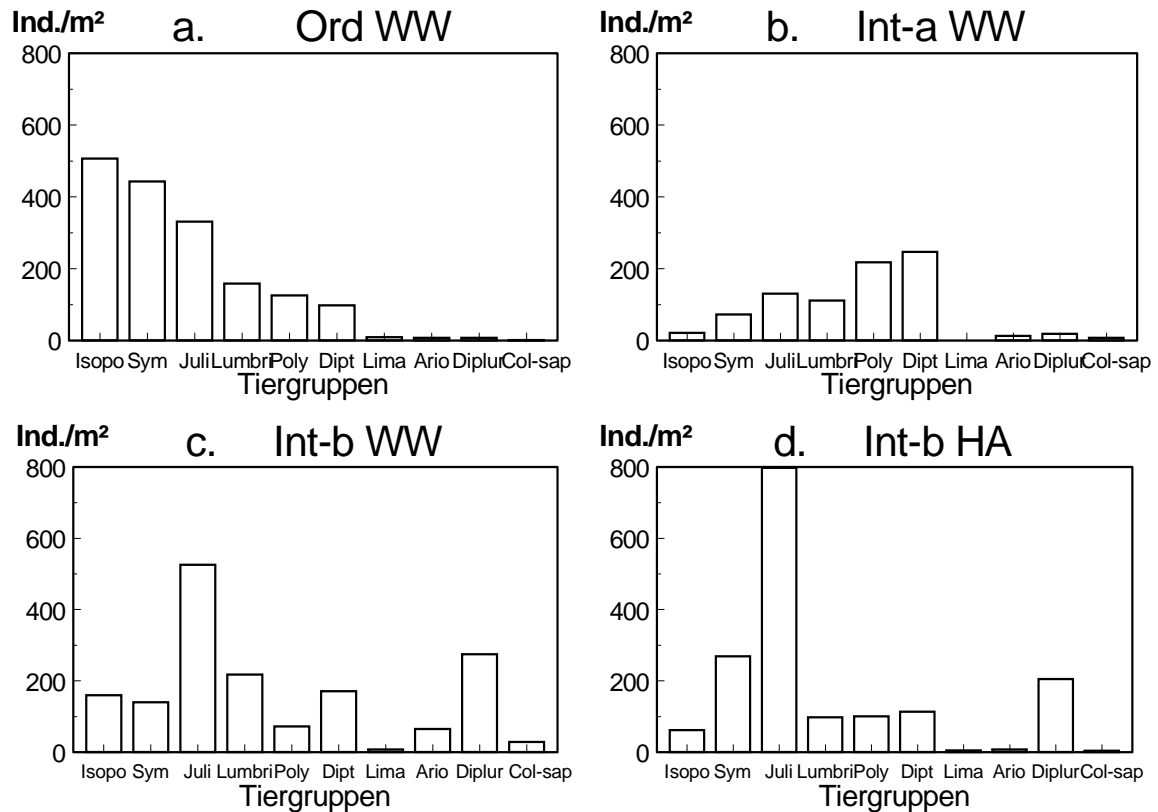 Ind./m² a. Ord WW
800
600
400
200
0
Isopo Sym Juli Lumbri Poly Dipt Lima Ario Diplur Col-sap
Tiergruppen
Ind./m² b. Int-a WW
800
600
400
200
0
Isopo Sym Juli Lumbri Poly Dipt Lima Ario Diplur Col-sap
Tiergruppen
Ind./m² c. Int-b WW
800
600
400
200
0
Isopo Sym Juli Lumbri Poly Dipt Lima Ario Diplur Col-sap
Tiergruppen
Ind./m² d. Int-b HA
800
600
400
200
0
Isopo Sym Juli Lumbri Poly Dipt Lima Ario Diplur Col-sap
Tiergruppen